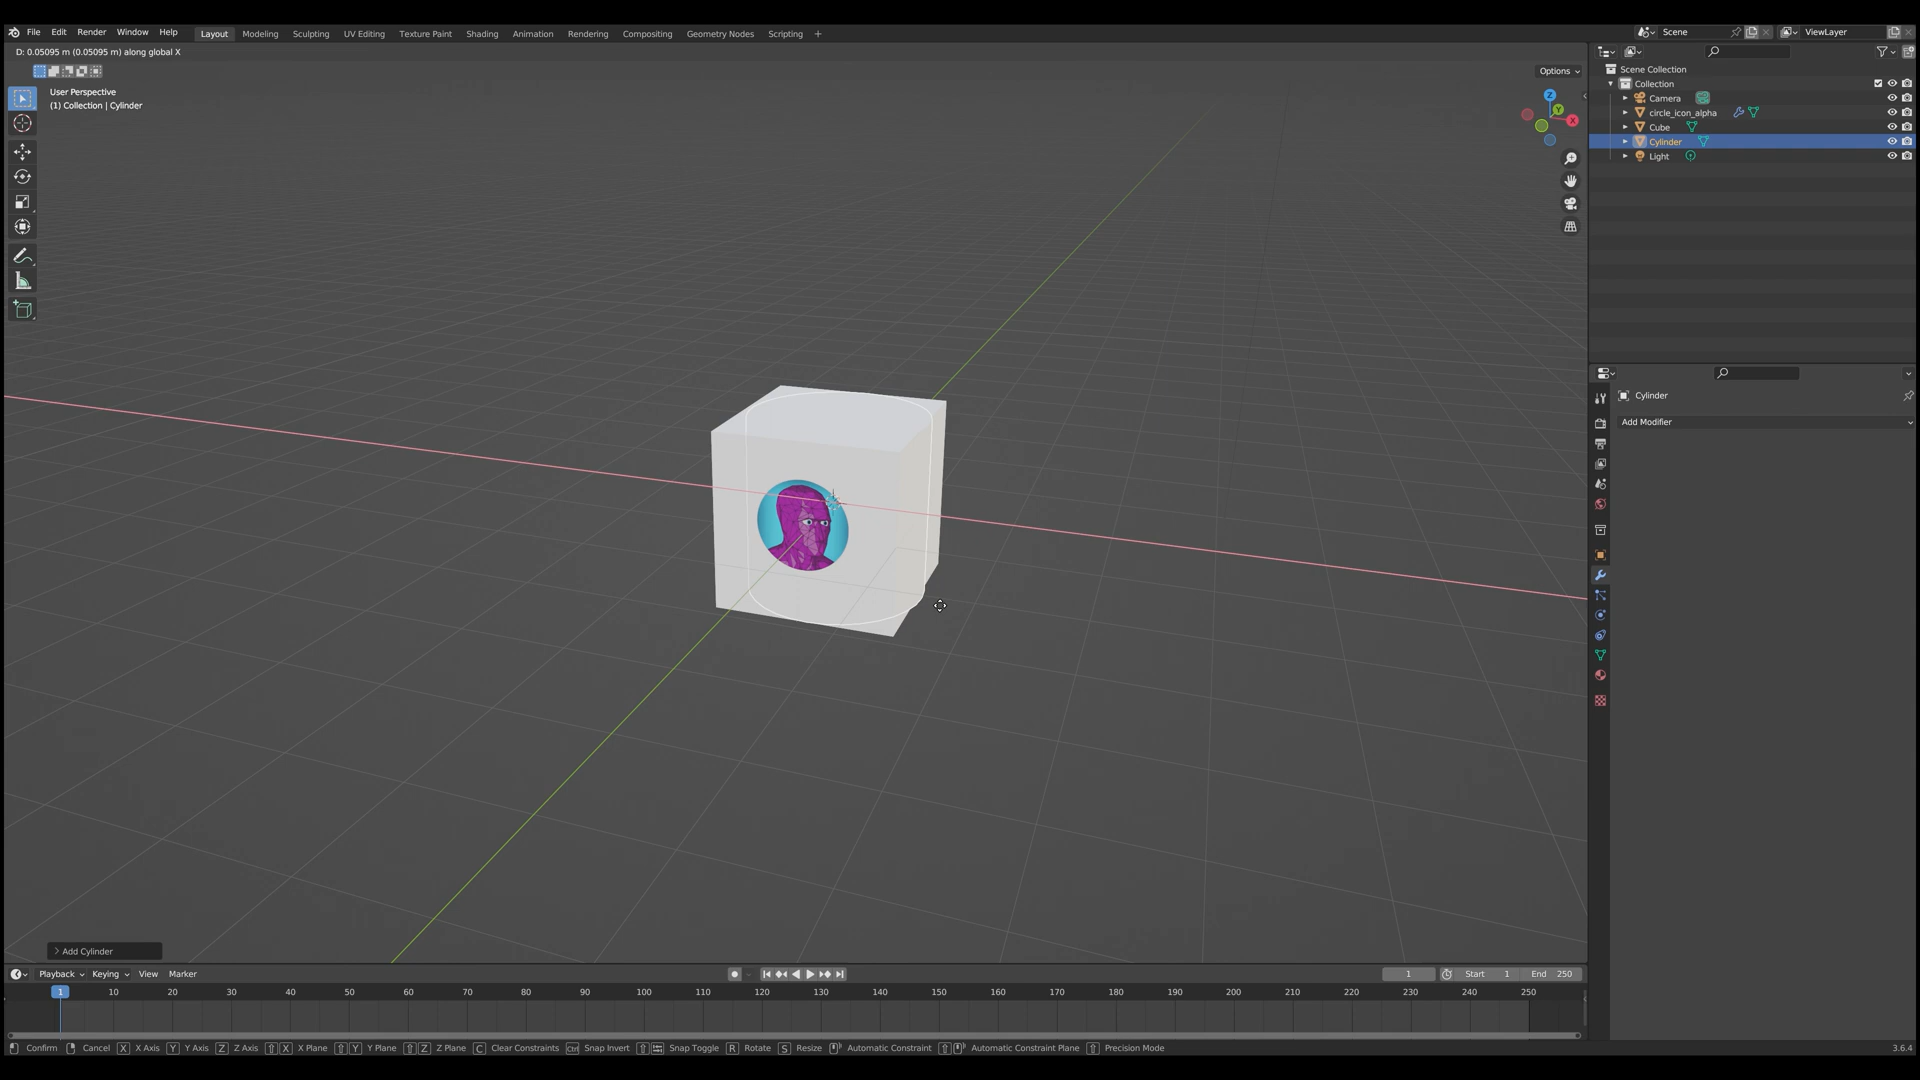 File Edit Render Window Help Layout Modeling Sculpting UV Editing Texture Paint Shading Animation Rendering Compositing Geometry Nodes Scripting + Scene ViewLayer
D: 0.05095 m (0.05095 m) along global X
Options
User Perspective
(1) Collection | Cylinder
Z
Y
X
Scene Collection
Collection
Camera
circle_icon_alpha
Cube
Cylinder
Light
Cylinder
Add Modifier
> Add Cylinder
Playback Keying View Marker 1 Start 1 End 250
1 10 20 30 40 50 60 70 80 90 100 110 120 130 140 150 160 170 180 190 200 210 220 230 240 250
Confirm Cancel X X Axis Y Y Axis Z Z Axis X X Plane Y Y Plane Z Z Plane C Clear Constraints Ctrl Snap Invert Snap Toggle R Rotate S Resize Automatic Constraint Automatic Constraint Plane Precision Mode 3.6.4